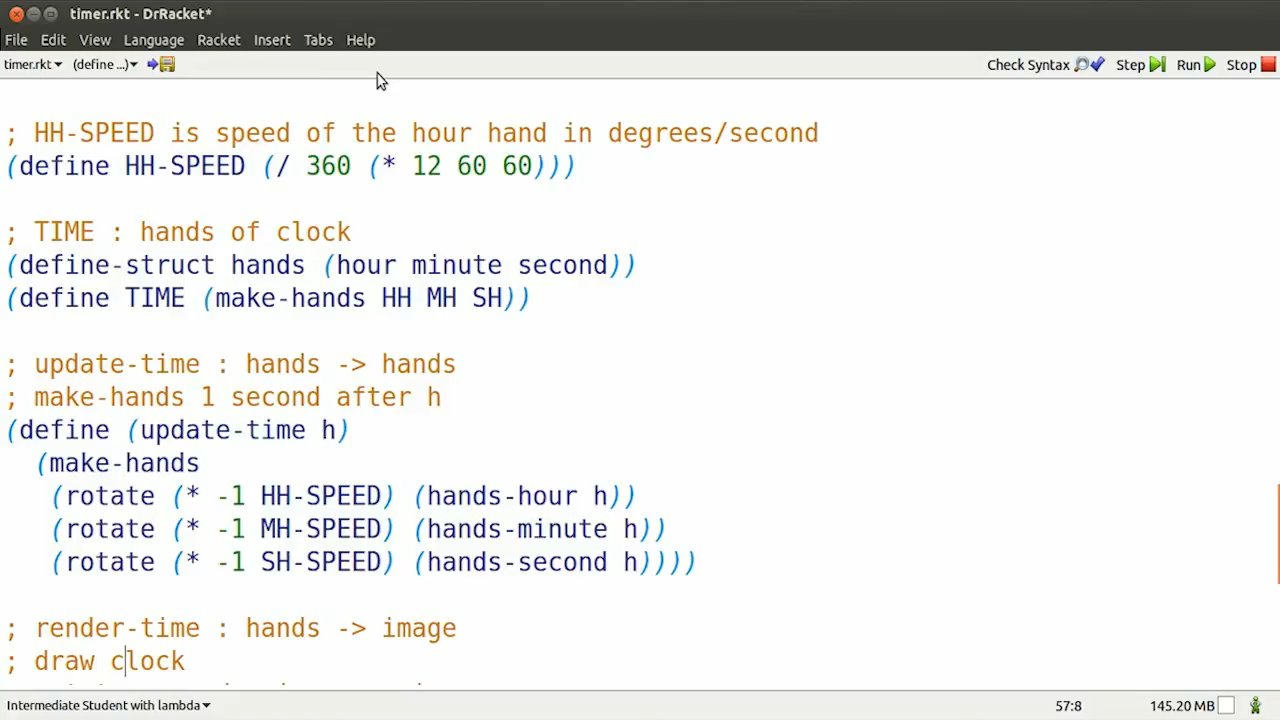 timer.rkt - DrRacket*
File Edit View Language Racket Insert Tabs Help
timer.rkt (define ...) Check Syntax Step Run Stop
; HH-SPEED is speed of the hour hand in degrees/second
(define HH-SPEED (/ 360 (* 12 60 60)))
; TIME : hands of clock
(define-struct hands (hour minute second))
(define TIME (make-hands HH MH SH))
; update-time : hands -> hands
; make-hands 1 second after h
(define (update-time h)
(make-hands
(rotate (* -1 HH-SPEED) (hands-hour h))
(rotate (* -1 MH-SPEED) (hands-minute h))
(rotate (* -1 SH-SPEED) (hands-second h))))
; render-time : hands -> image
; draw clock
Intermediate Student with lambda 57:8 145.20 MB